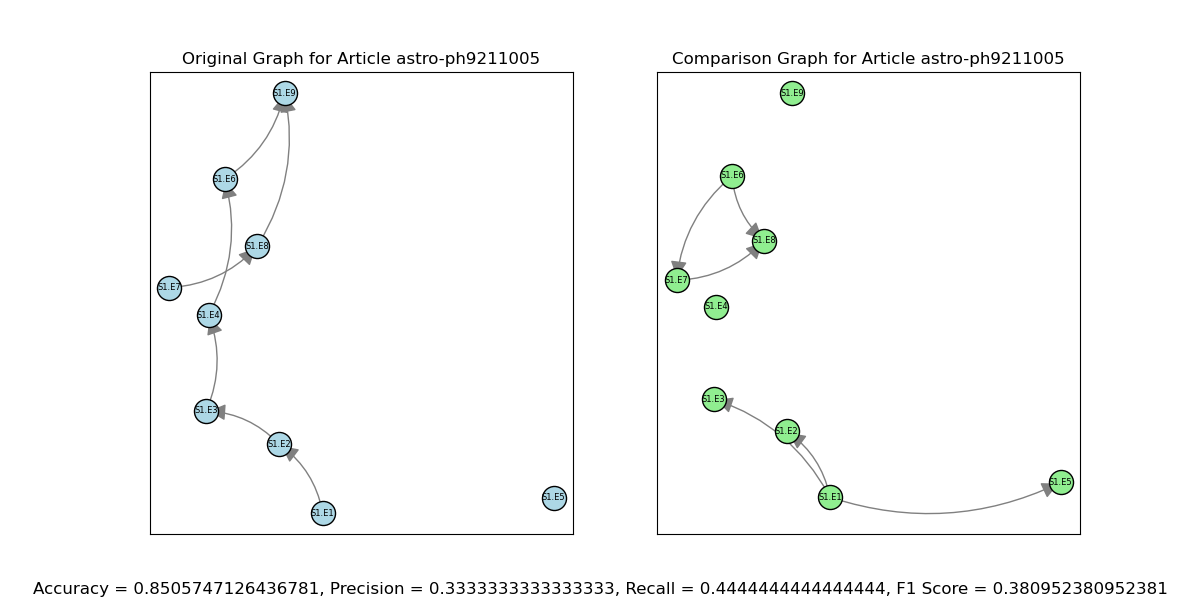 Original Graph for Article astro-ph9211005
S1.E9
S1.E6
S1.E8
S1.E7
S1.E4
S1.E3
S1.E2
S1.E1
S1.E5
Comparison Graph for Article astro-ph9211005
S1.E9
S1.E6
S1.E8
S1.E7
S1.E4
S1.E3
S1.E2
S1.E1
S1.E5
Accuracy = 0.8505747126436781, Precision = 0.3333333333333333, Recall = 0.4444444444444444, F1 Score = 0.380952380952381